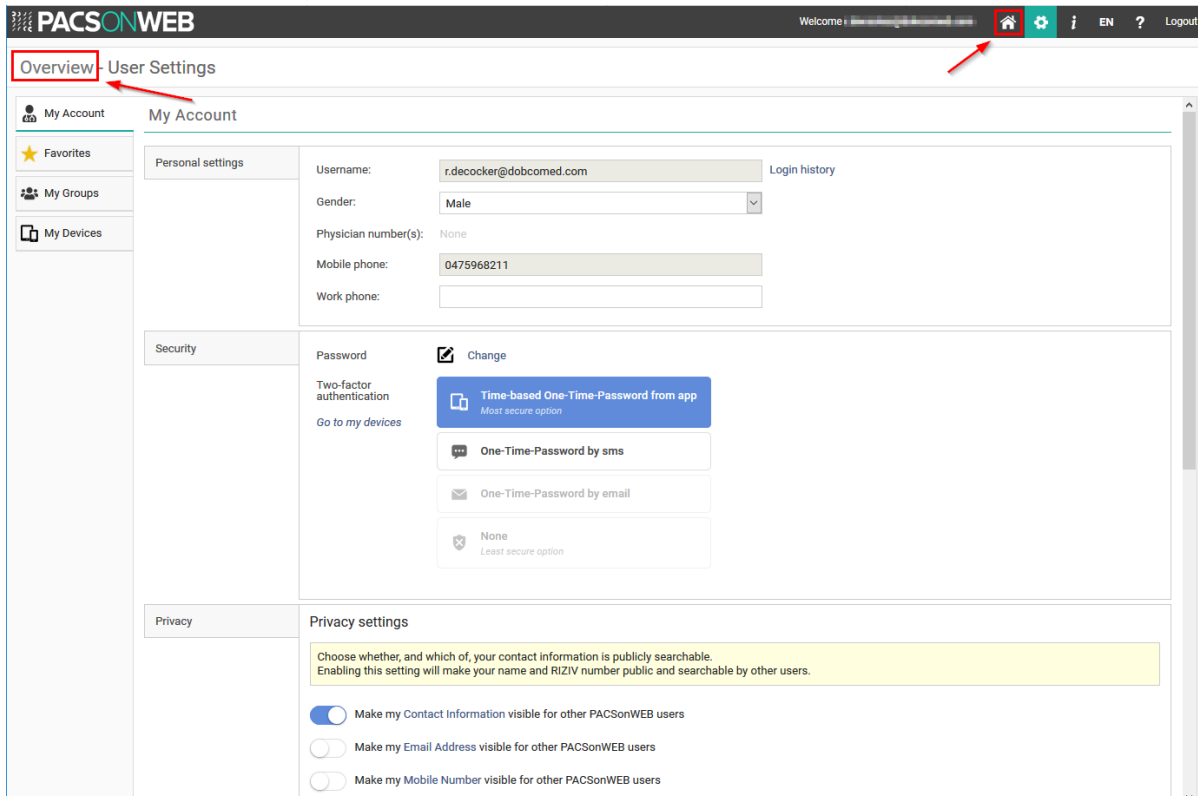 PACSONWEB
Welcome
i EN ? Logout
Overview - User Settings
My Account
Favorites
My Groups
My Devices
My Account
Personal settings
Username: r.decocker@dobcomed.com Login history
Gender: Male
Physician number(s): None
Mobile phone: 0475968211
Work phone:
Security
Password Change
Two-factor
authentication
Go to my devices
Time-based One-Time-Password from app
Most secure option
One-Time-Password by sms
One-Time-Password by email
None
Least secure option
Privacy
Privacy settings
Choose whether, and which of, your contact information is publicly searchable.
Enabling this setting will make your name and RIZIV number public and searchable by other users.
Make my Contact Information visible for other PACSonWEB users
Make my Email Address visible for other PACSonWEB users
Make my Mobile Number visible for other PACSonWEB users